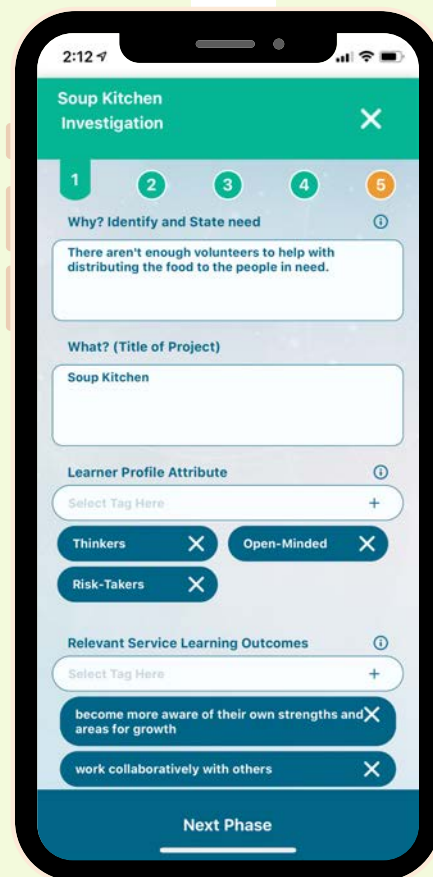 2:12
Soup Kitchen
Investigation
1
2
3
4
5
Why? Identify and State need
There aren't enough volunteers to help with
distributing the food to the people in need.
What? (Title of Project)
Soup Kitchen
Learner Profile Attribute
Select Tag Here
Thinkers
Open-Minded
Risk-Takers
Relevant Service Learning Outcomes
Select Tag Here
become more aware of their own strengths and
areas for growth
work collaboratively with others
Next Phase